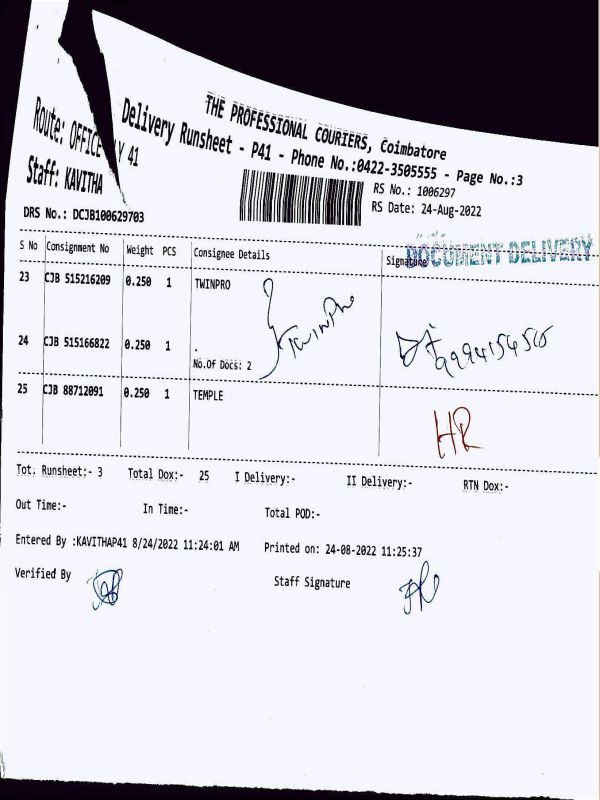 THE PROFESSIONAL COURIERS, Coimbatore
Delivery Runsheet - P41 - Phone No.:0422-3505555 - Page No.:3
Route: OFFICE LY 41
Staff: KAVITHA
RS No.: 1006297
RS Date: 24-Aug-2022
DRS No.: DCJB100629703
DOCUMENT DELIVERY
S No Consignment No Weight PCS Consignee Details Signature
23 CJB 515216209 0.250 1 TWINPRO
TWINPRO
24 CJB 515166822 0.250 1 .
No.Of Docs: 2
9994154515
25 CJB 88712091 0.250 1 TEMPLE
HR
Tot. Runsheet:- 3 Total Dox:- 25 I Delivery:- II Delivery:- RTN Dox:-
Out Time:- In Time:- Total POD:-
Entered By :KAVITHAP41 8/24/2022 11:24:01 AM Printed on: 24-08-2022 11:25:37
Verified By Staff Signature